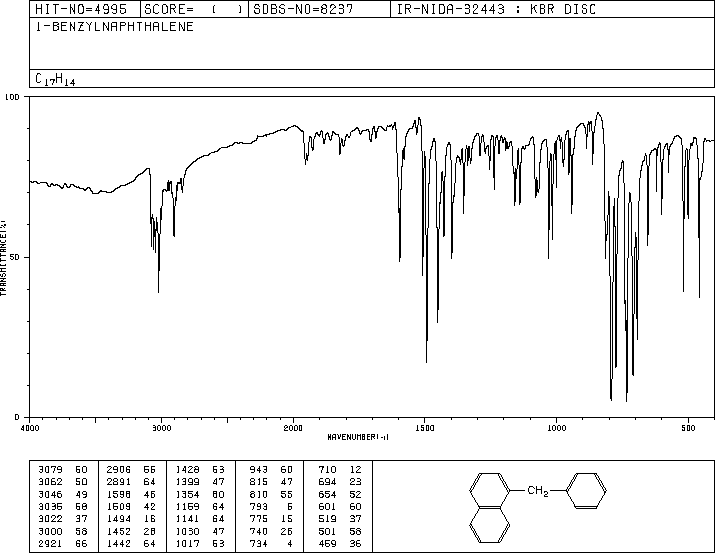 HIT-NO=4995 SCORE= ( ) SDBS-NO=8237 IR-NIDA-32443 : KBR DISC
1-BENZYLNAPHTHALENE
C17H14
100
50
0
TRANSMITTANCE(%)
4000 3000 2000 1500 1000 500
WAVENUMBER(-1)
3079 60 2906 66 1428 63 943 60 710 12
3062 50 2891 64 1399 47 815 47 694 23
3046 49 1598 46 1354 60 810 55 654 52
3036 68 1509 42 1159 64 793 5 601 60
3022 37 1494 16 1141 64 775 15 519 37
3000 58 1452 28 1030 47 740 26 501 58
2921 66 1442 64 1017 53 734 4 459 36
CH2